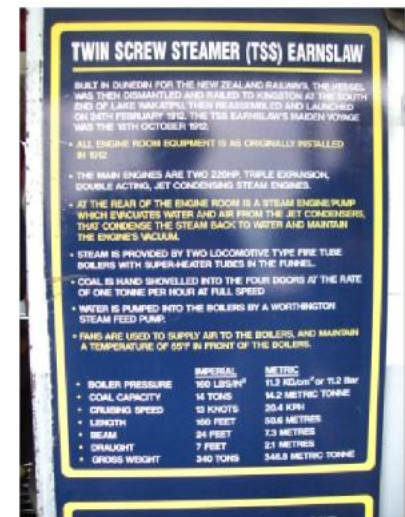 TWIN SCREW STEAMER (TSS) EARNSLAW
BUILT IN DUNEDIN FOR THE NEW ZEALAND RAILWAYS, THE VESSEL
WAS THEN DISMANTLED AND RAILED TO KINGSTON AT THE SOUTH
END OF LAKE WAKATIPU, THEN REASSEMBLED AND LAUNCHED
ON 24TH FEBRUARY 1912. THE TSS EARNSLAW'S MAIDEN VOYAGE
WAS THE 18TH OCTOBER 1912.
• ALL ENGINE ROOM EQUIPMENT IS AS ORIGINALLY INSTALLED
IN 1912
• THE MAIN ENGINES ARE TWO 220HP, TRIPLE EXPANSION,
DOUBLE ACTING, JET CONDENSING STEAM ENGINES.
• AT THE REAR OF THE ENGINE ROOM IS A STEAM ENGINE/PUMP
WHICH EVACUATES WATER AND AIR FROM THE JET CONDENSERS,
THAT CONDENSE THE STEAM BACK TO WATER AND MAINTAIN
THE ENGINE'S VACUUM.
• STEAM IS PROVIDED BY TWO LOCOMOTIVE TYPE FIRE TUBE
BOILERS WITH SUPER-HEATER TUBES IN THE FUNNEL.
• COAL IS HAND SHOVELLED INTO THE FOUR DOORS AT THE RATE
OF ONE TONNE PER HOUR AT FULL SPEED
• WATER IS PUMPED INTO THE BOILERS BY A WORTHINGTON
STEAM FEED PUMP.
• FANS ARE USED TO SUPPLY AIR TO THE BOILERS, AND MAINTAIN
A TEMPERATURE OF 85°F IN FRONT OF THE BOILERS.
IMPERIAL METRIC
• BOILER PRESSURE 160 LBS/IN² 11.2 KG/cm² or 11.2 Bar
• COAL CAPACITY 14 TONS 14.2 METRIC TONNE
• CRUISING SPEED 13 KNOTS 20.4 KPH
• LENGTH 166 FEET 50.6 METRES
• BEAM 24 FEET 7.3 METRES
• DRAUGHT 7 FEET 2.1 METRES
• GROSS WEIGHT 340 TONS 346.8 METRIC TONNE